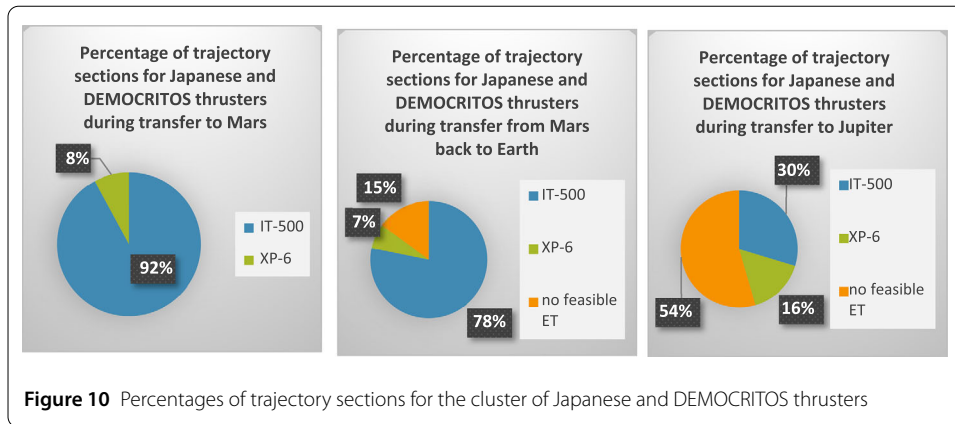 Percentage of trajectory
sections for Japanese and
DEMOCRITOS thrusters
during transfer to Mars
8%
92%
IT-500
XP-6
Percentage of trajectory
sections for Japanese and
DEMOCRITOS thrusters
during transfer from Mars
back to Earth
15%
7%
78%
IT-500
XP-6
no feasible
ET
Percentage of trajectory
sections for Japanese and
DEMOCRITOS thrusters
during transfer to Jupiter
30%
54%
16%
IT-500
XP-6
no feasible
ET
Figure 10 Percentages of trajectory sections for the cluster of Japanese and DEMOCRITOS thrusters